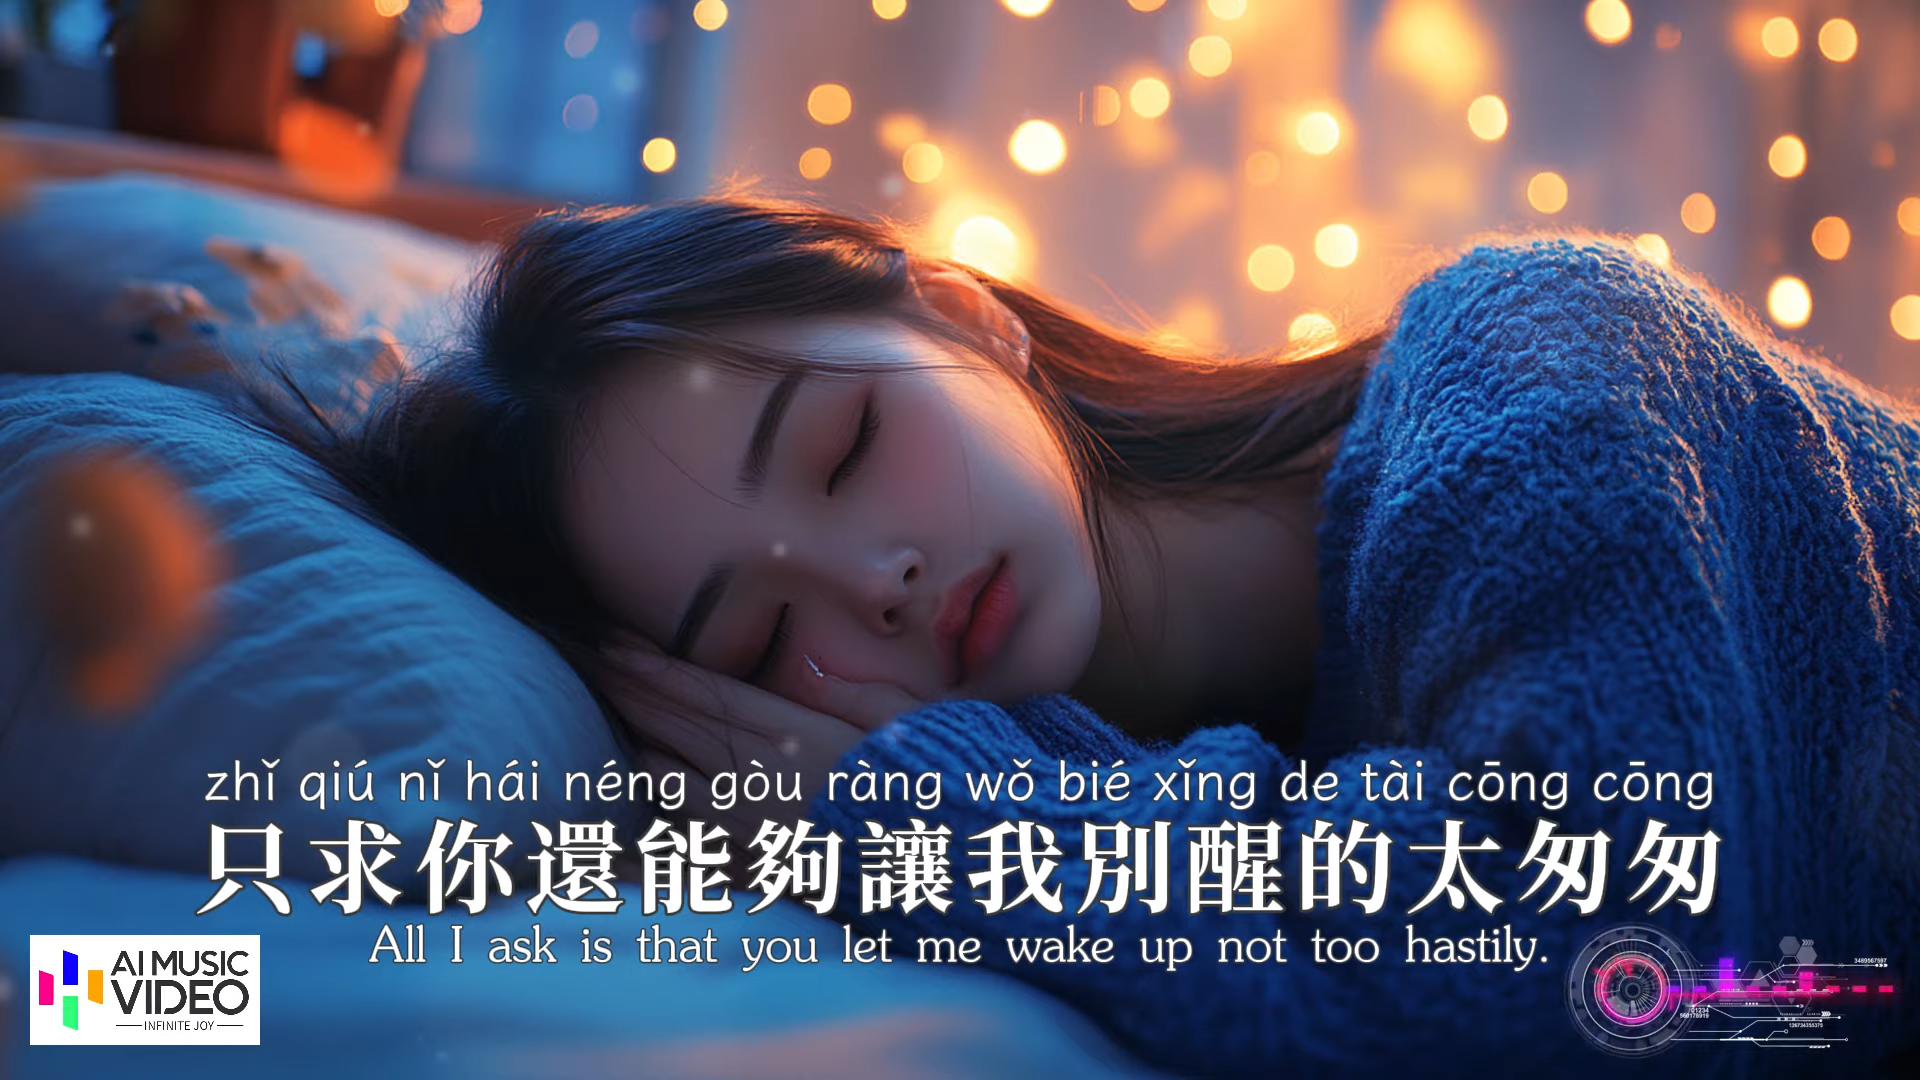 zhǐ qiú nǐ hái néng gòu ràng wǒ bié xǐng de tài cōng cōng
只求你還能夠讓我別醒的太匆匆
All I ask is that you let me wake up not too hastily.
AI MUSIC
VIDEO
INFINITE JOY
3489567597
01234